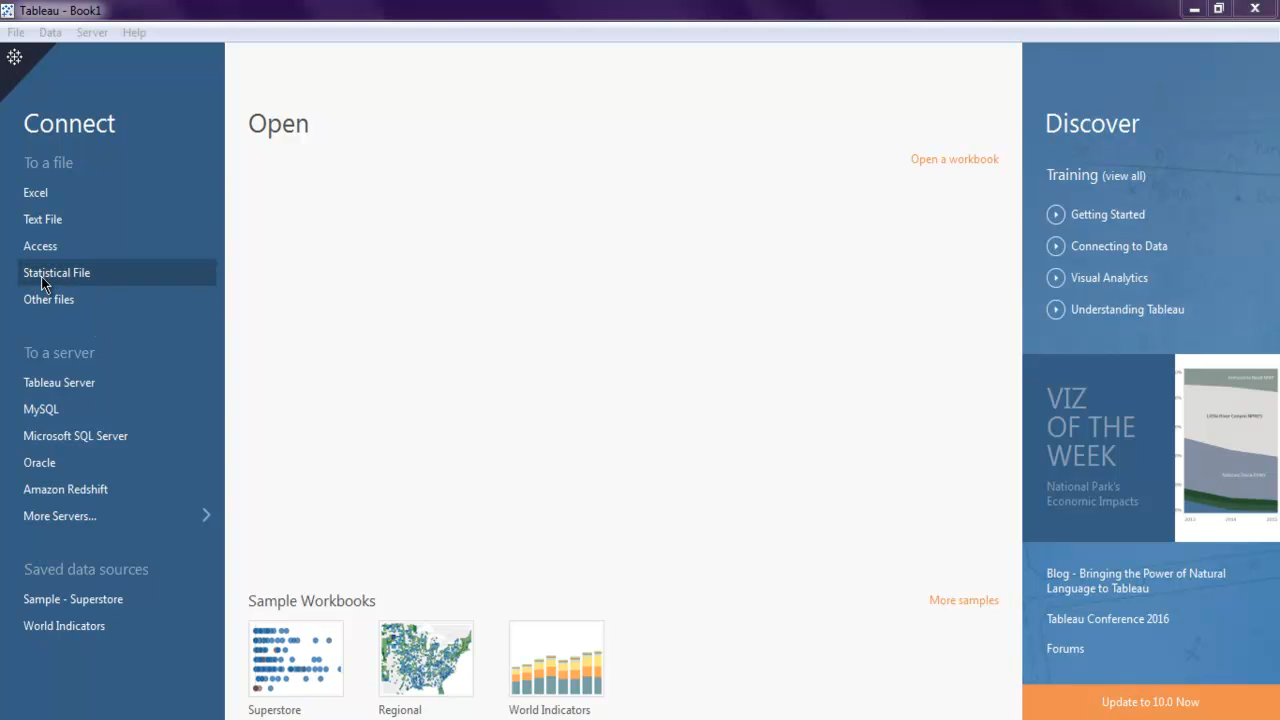 Tableau - Book1
File Data Server Help
Connect
To a file
Excel
Text File
Access
Statistical File
Other files
To a server
Tableau Server
MySQL
Microsoft SQL Server
Oracle
Amazon Redshift
More Servers...
Saved data sources
Sample - Superstore
World Indicators
Open
Open a workbook
Sample Workbooks
More samples
Superstore
Regional
World Indicators
Discover
Training (view all)
Getting Started
Connecting to Data
Visual Analytics
Understanding Tableau
VIZ
OF THE
WEEK
National Park's
Economic Impacts
2013 2014 2015
Blog - Bringing the Power of Natural
Language to Tableau
Tableau Conference 2016
Forums
Update to 10.0 Now